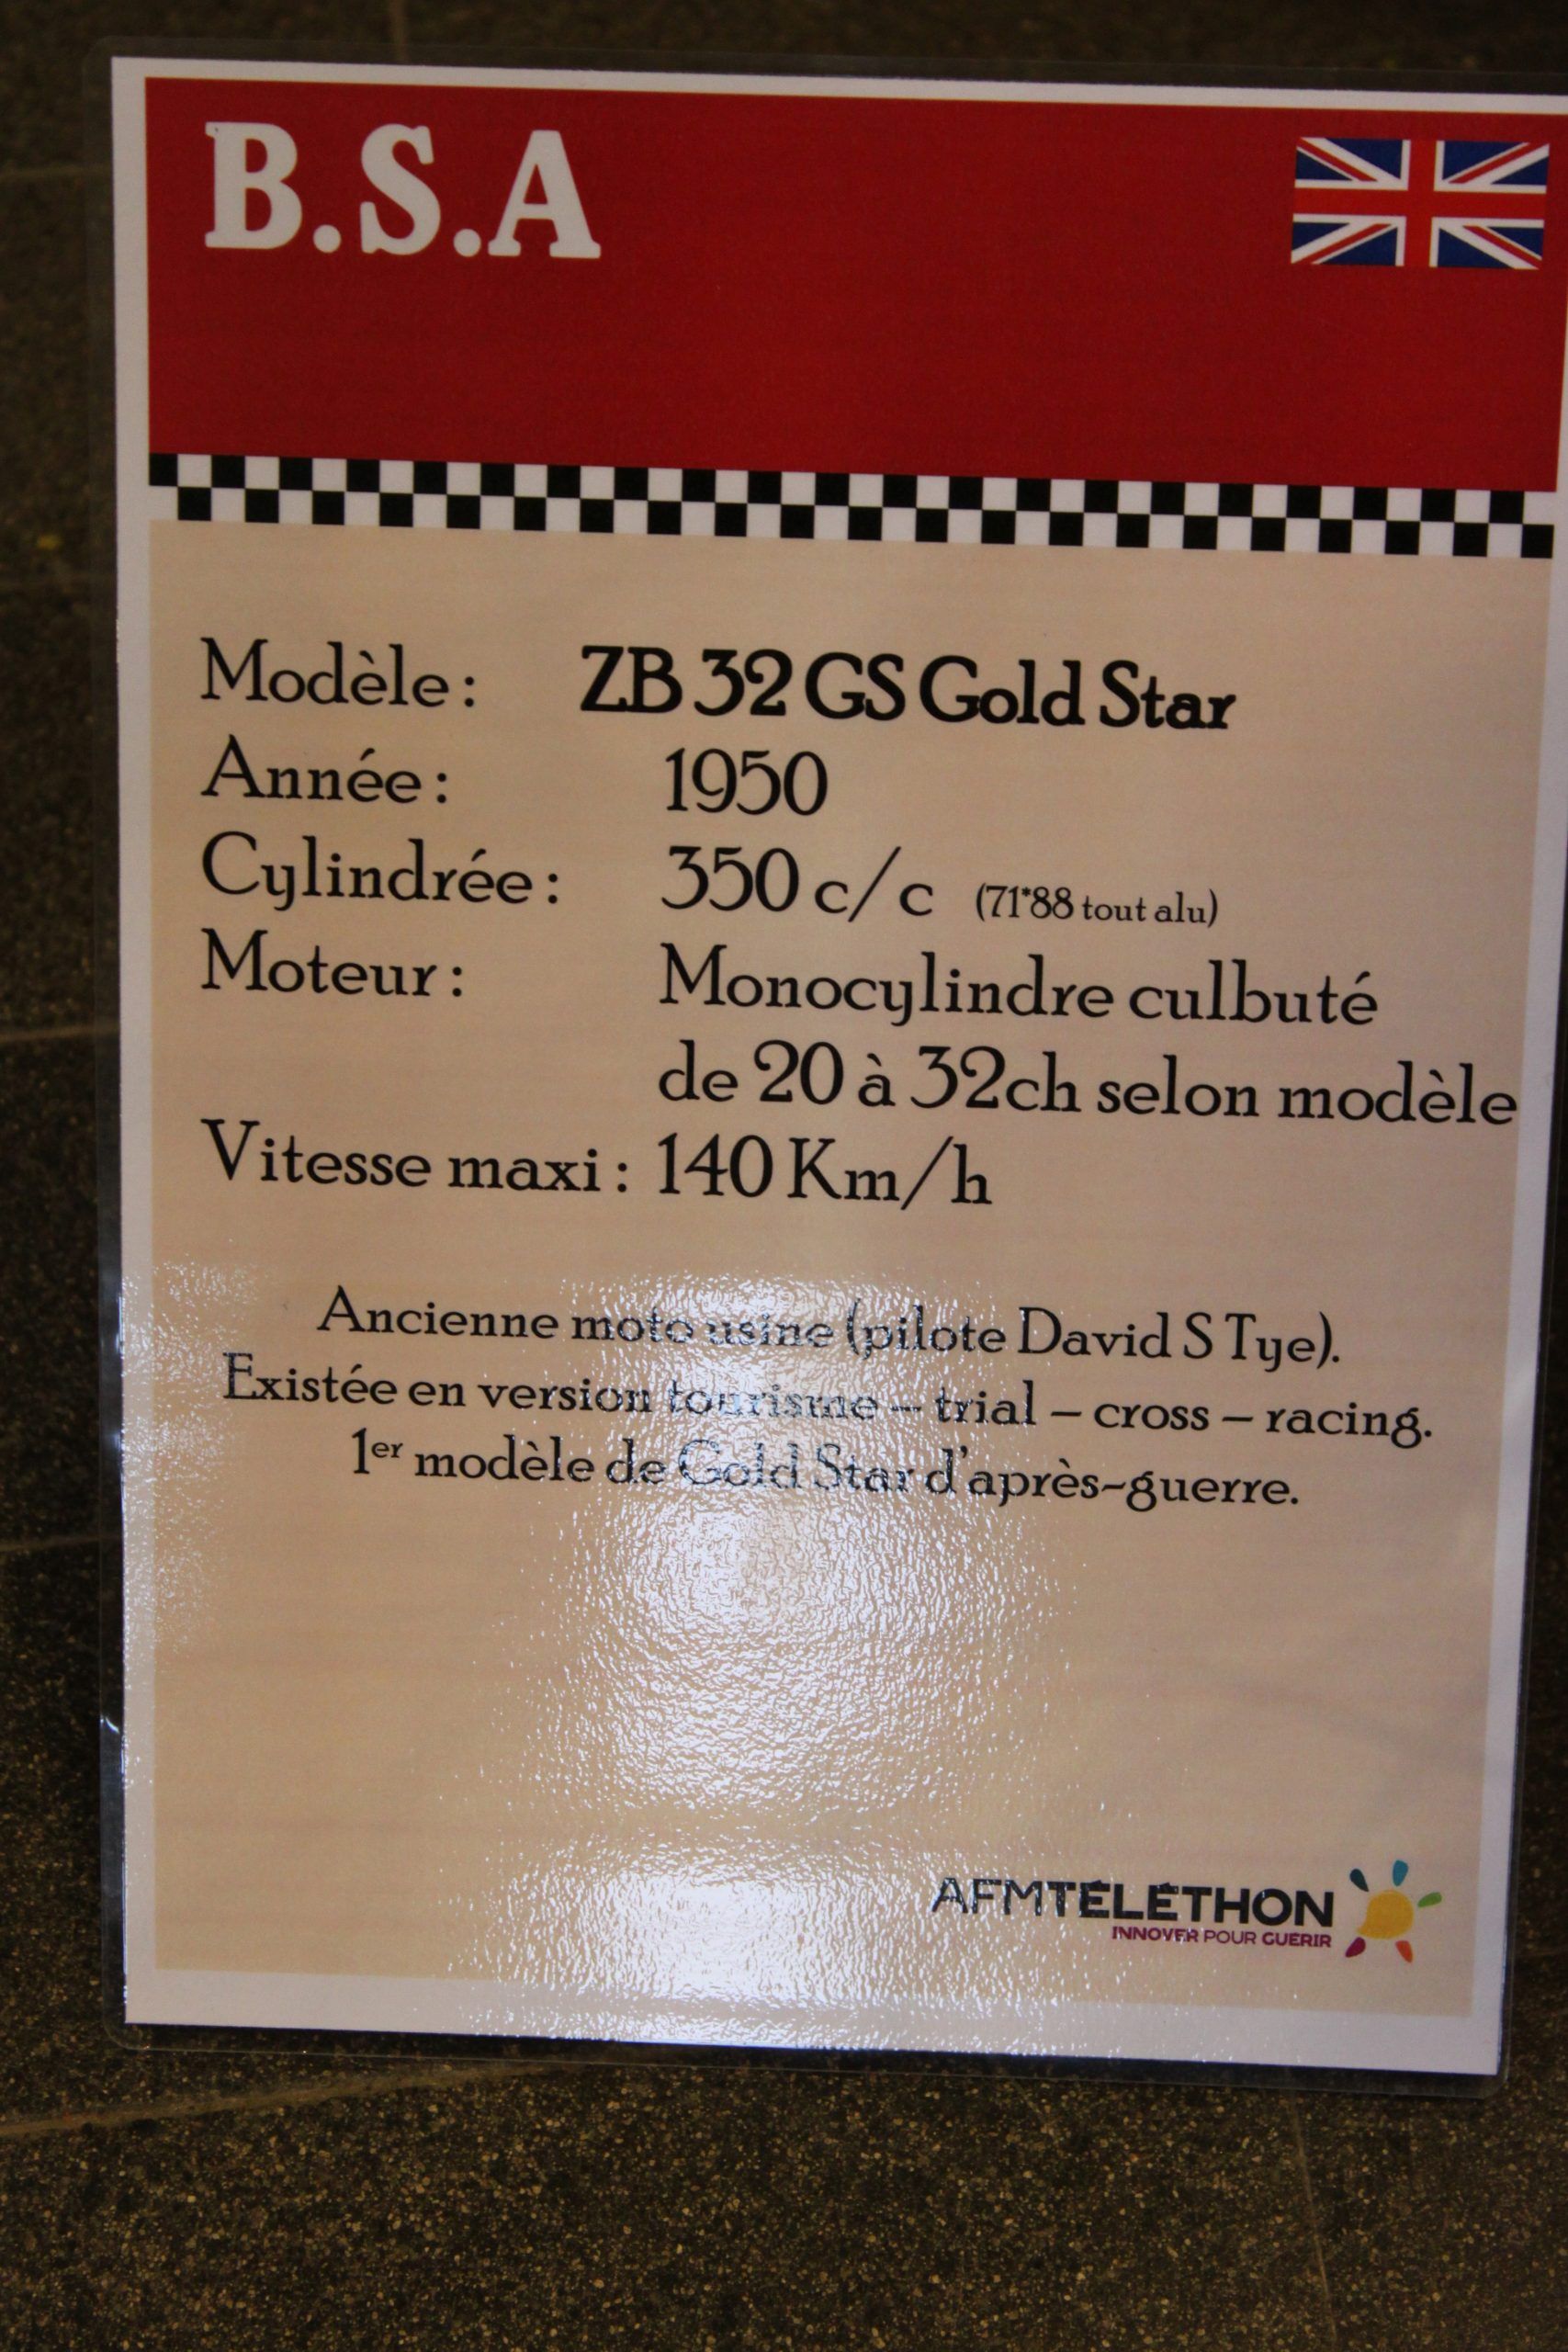 B.S.A
Modèle : ZB 32 GS Gold Star
Année : 1950
Cylindrée : 350 c/c (71*88 tout alu)
Moteur : Monocylindre culbuté
de 20 à 32ch selon modèle
Vitesse maxi : 140 Km/h
Ancienne moto usine (pilote David S Tye).
Existée en version tourisme – trial – cross – racing.
1er modèle de Gold Star d'après-guerre.
AFMTÉLÉTHON
INNOVER POUR GUÉRIR